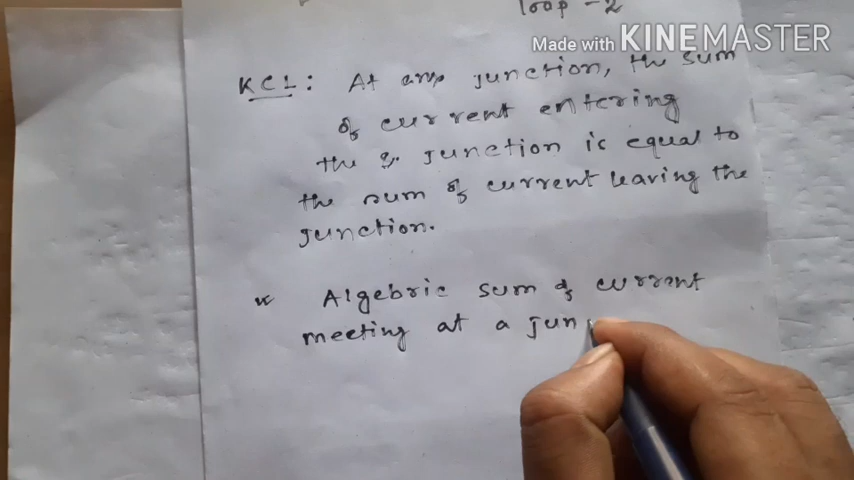 loop -2
Made with KINEMASTER
KCL: At any junction, the sum
of current entering
the junction is equal to
the sum of current leaving the
junction.
Algebric sum of current
meeting at a jun